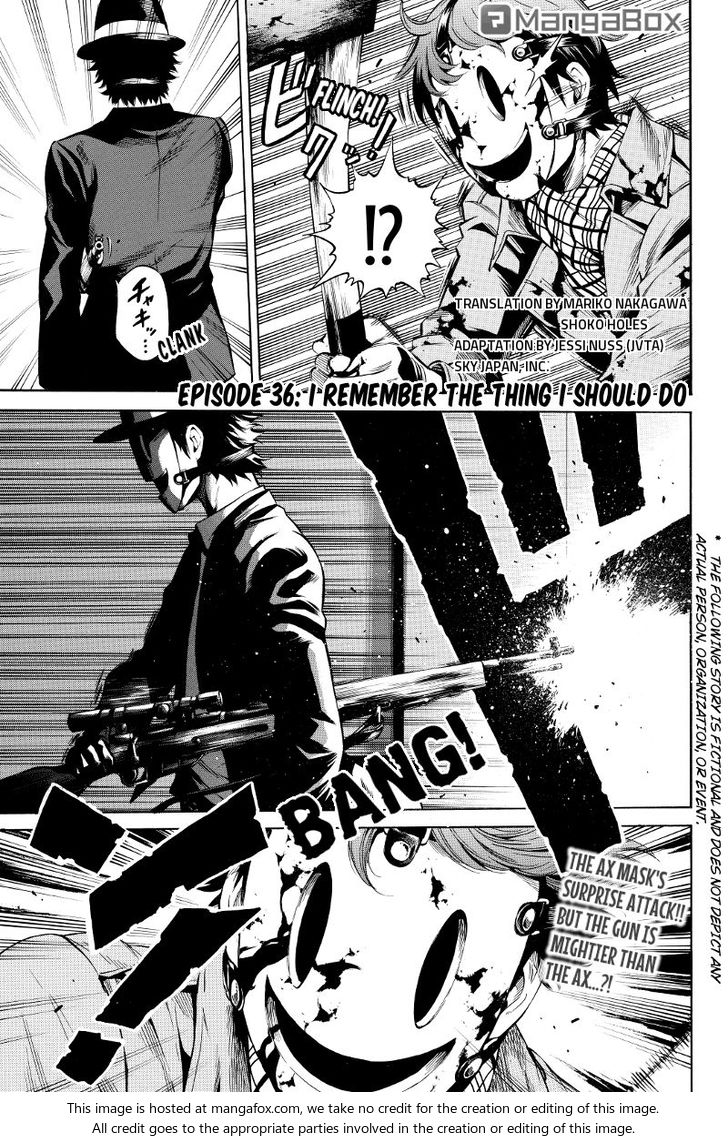 MangaBox
ビクッ!!
FLINCH!!
!?
チャキッ…
CLANK
TRANSLATION BY MARIKO NAKAGAWA
SHOKO HOLES
ADAPTATION BY JESSI NUSS (JVTA)
SKY JAPAN, INC.
EPISODE 36: I REMEMBER THE THING I SHOULD DO
* THE FOLLOWING STORY IS FICTIONAL AND DOES NOT DEPICT ANY
ACTUAL PERSON, ORGANIZATION, OR EVENT.
BANG!
THE AX MASK'S
SURPRISE ATTACK!!
BUT THE GUN IS
MIGHTIER THAN
THE AX...?!
This image is hosted at mangafox.com, we take no credit for the creation or editing of this image.
All credit goes to the appropriate parties involved in the creation or editing of this image.